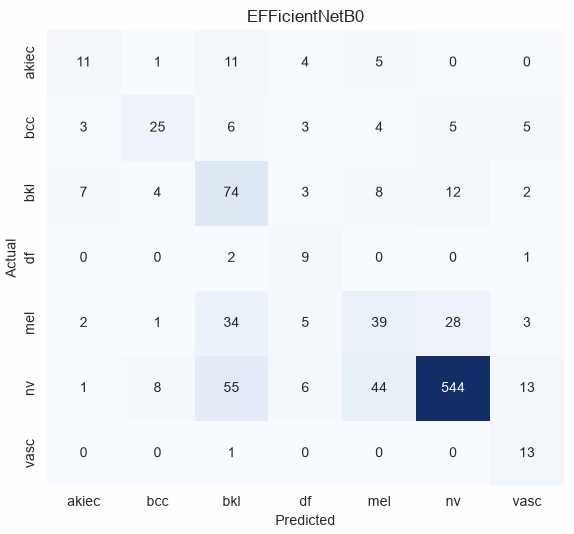 EFFicientNetB0
akiec 11 1 11 4 5 0 0
bcc 3 25 6 3 4 5 5
bkl 7 4 74 3 8 12 2
Actual
df 0 0 2 9 0 0 1
mel 2 1 34 5 39 28 3
nv 1 8 55 6 44 544 13
vasc 0 0 1 0 0 0 13
akiec bcc bkl df mel nv vasc
Predicted